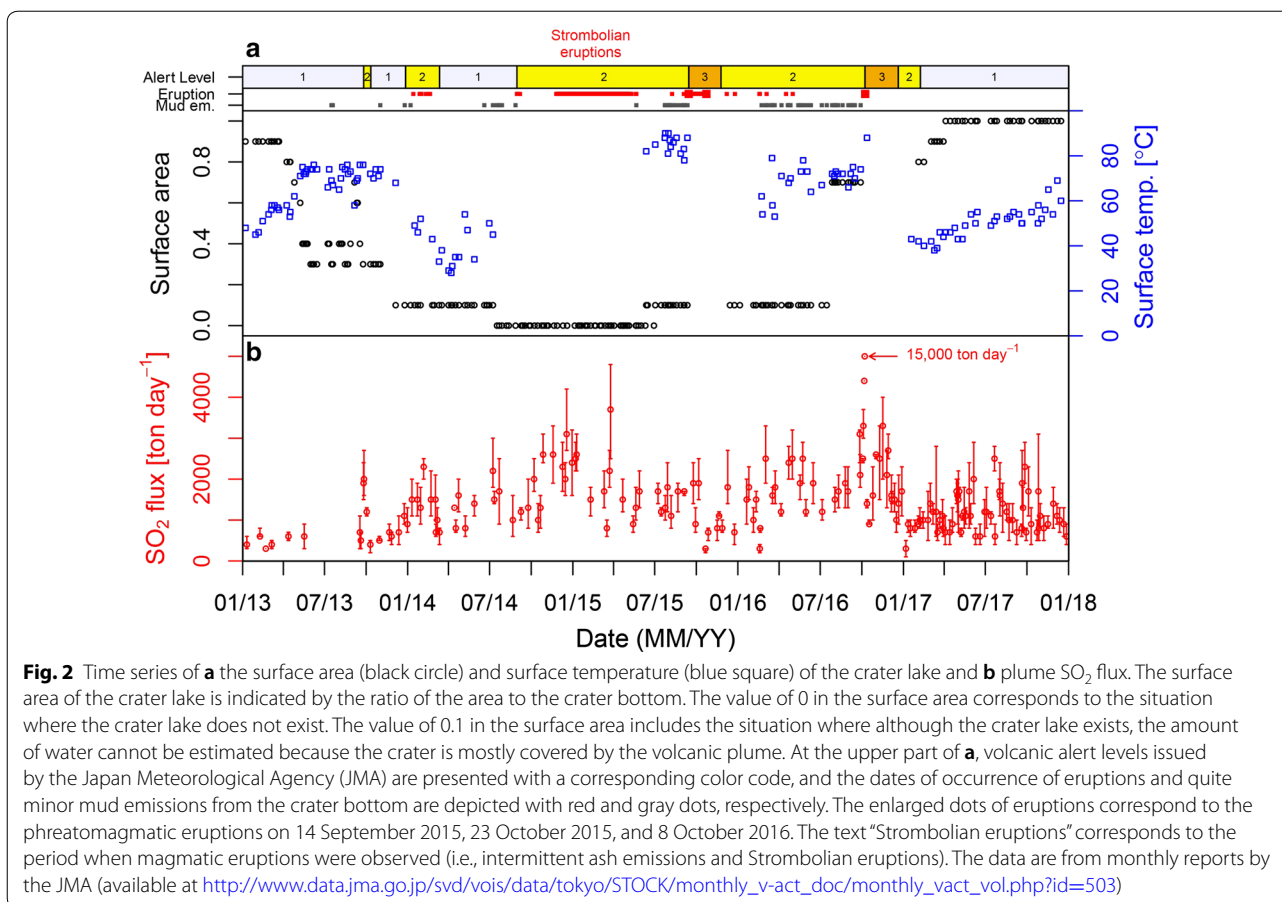 a
Strombolian
eruptions
Alert Level
1 2 1 2 1 2 3 2 3 2 1
Eruption
Mud em.
Surface area
0.0 0.4 0.8
Surface temp. [°C]
0 20 40 60 80
b
15,000 ton day⁻¹
SO₂ flux [ton day⁻¹]
0 2000 4000
01/13 07/13 01/14 07/14 01/15 07/15 01/16 07/16 01/17 07/17 01/18
Date (MM/YY)
Fig. 2 Time series of a the surface area (black circle) and surface temperature (blue square) of the crater lake and b plume SO₂ flux. The surface
area of the crater lake is indicated by the ratio of the area to the crater bottom. The value of 0 in the surface area corresponds to the situation
where the crater lake does not exist. The value of 0.1 in the surface area includes the situation where although the crater lake exists, the amount
of water cannot be estimated because the crater is mostly covered by the volcanic plume. At the upper part of a, volcanic alert levels issued
by the Japan Meteorological Agency (JMA) are presented with a corresponding color code, and the dates of occurrence of eruptions and quite
minor mud emissions from the crater bottom are depicted with red and gray dots, respectively. The enlarged dots of eruptions correspond to the
phreatomagmatic eruptions on 14 September 2015, 23 October 2015, and 8 October 2016. The text “Strombolian eruptions” corresponds to the
period when magmatic eruptions were observed (i.e., intermittent ash emissions and Strombolian eruptions). The data are from monthly reports by
the JMA (available at http://www.data.jma.go.jp/svd/vois/data/tokyo/STOCK/monthly_v-act_doc/monthly_vact_vol.php?id=503)